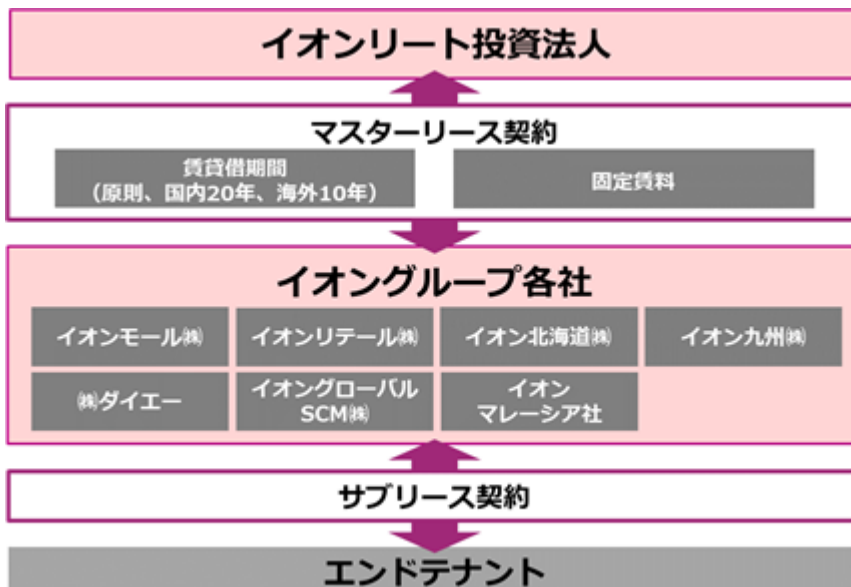 イオンリート投資法人
マスターリース契約
賃貸借期間
（原則、国内20年、海外10年）
固定賃料
イオングループ各社
イオンモール㈱
イオンリテール㈱
イオン北海道㈱
イオン九州㈱
㈱ダイエー
イオングローバル
SCM㈱
イオン
マレーシア社
サブリース契約
エンドテナント